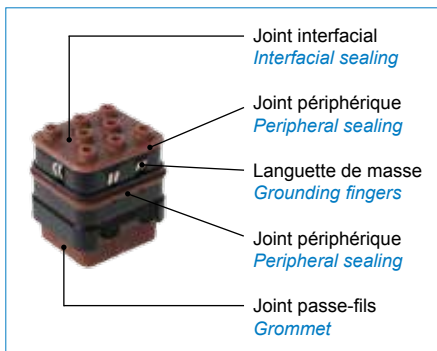 Joint interfacial
Interfacial sealing
Joint périphérique
Peripheral sealing
Languette de masse
Grounding fingers
Joint périphérique
Peripheral sealing
Joint passe-fils
Grommet